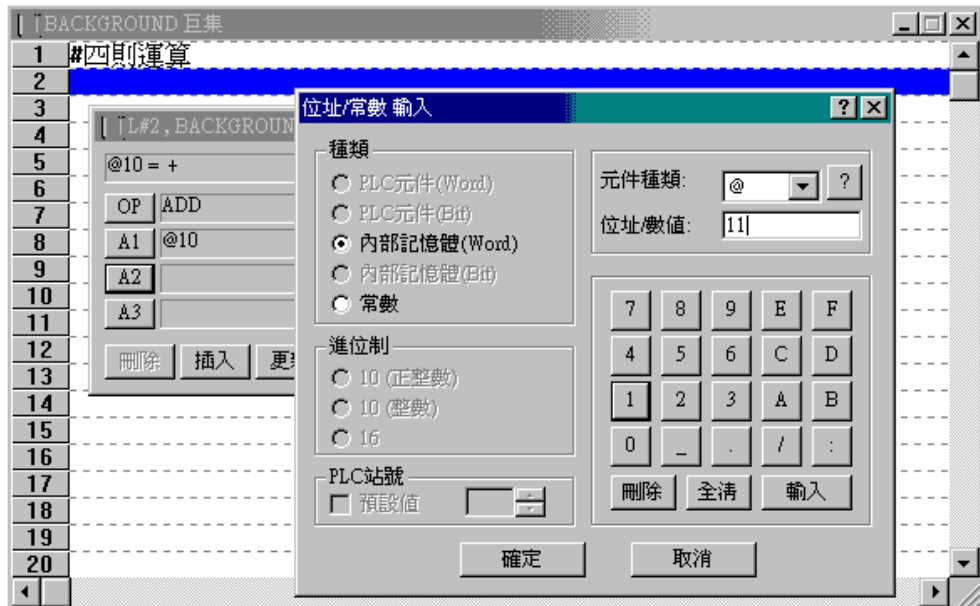 BACKGROUND 巨集
1 #四則運算
2
3
4
5
6
7
8
9
10
11
12
13
14
15
16
17
18
19
20
L#2, BACKGROUN
@10 = +
OP ADD
A1 @10
A2
A3
刪除 插入
位址/常數 輸入
種類
PLC元件(Word)
PLC元件(Bit)
內部記憶體(Word)
內部記憶體(Bit)
常數
進位制
10 (正整數)
10 (整數)
16
PLC站號
預設值
元件種類: @ ?
位址/數值: 11
7 8 9 E F
4 5 6 C D
1 2 3 A B
0 _ . / :
刪除 全清 輸入
確定 取消